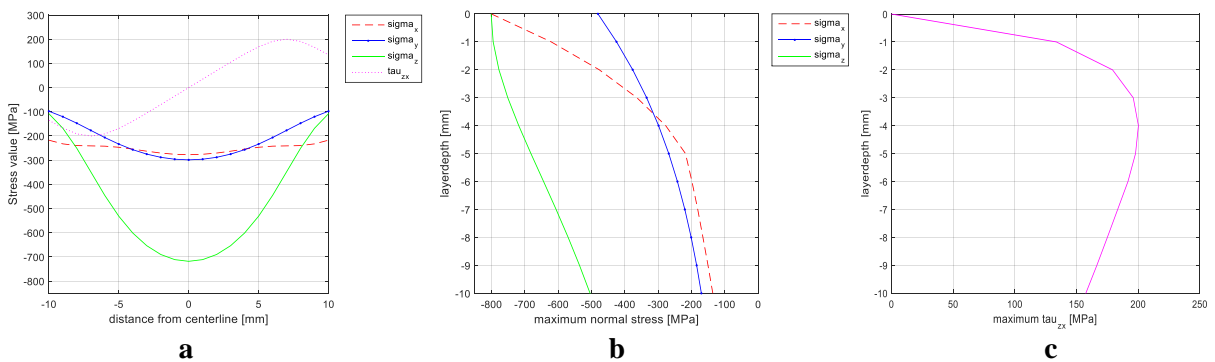 300
200
100
0
-100
-200
-300
-400
-500
-600
-700
-800
Stress value [MPa]
-10 -5 0 5 10
distance from centerline [mm]
sigma_x
sigma_y
sigma_z
tau_zx
a
0
-1
-2
-3
-4
-5
-6
-7
-8
-9
-10
layerdepth [mm]
-800 -700 -600 -500 -400 -300 -200 -100 0
maximum normal stress [MPa]
sigma_x
sigma_y
sigma_z
b
0
-1
-2
-3
-4
-5
-6
-7
-8
-9
-10
layerdepth [mm]
0 50 100 150 200 250
maximum tau_zx [MPa]
c